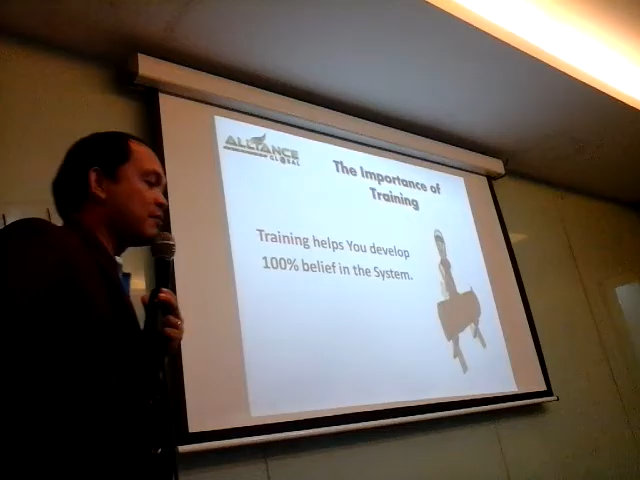 ALLIANCE
GLOBAL
The Importance of
Training
Training helps You develop
100% belief in the System.